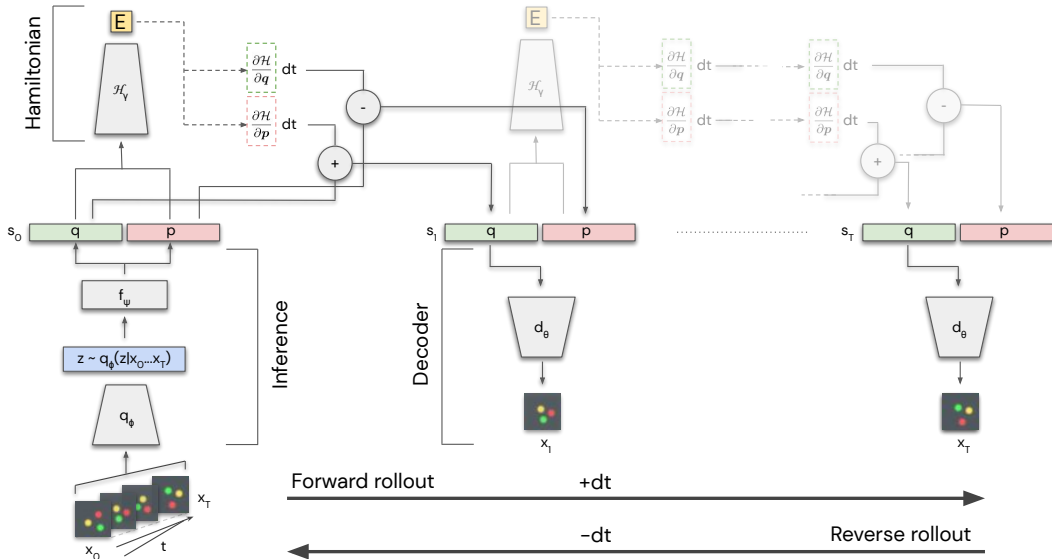 Hamiltonian
E
ℋγ
∂ℋ/∂q dt
∂ℋ/∂p dt
-
+
E
ℋγ
∂ℋ/∂q dt
∂ℋ/∂p dt
∂ℋ/∂q dt
∂ℋ/∂p dt
-
+
s0 q p
s1 q p
sT q p
fψ
z ~ qϕ(z|x0...xT)
qϕ
Inference
Decoder
dθ
dθ
x1
xT
xT
x0
t
Forward rollout +dt
-dt Reverse rollout